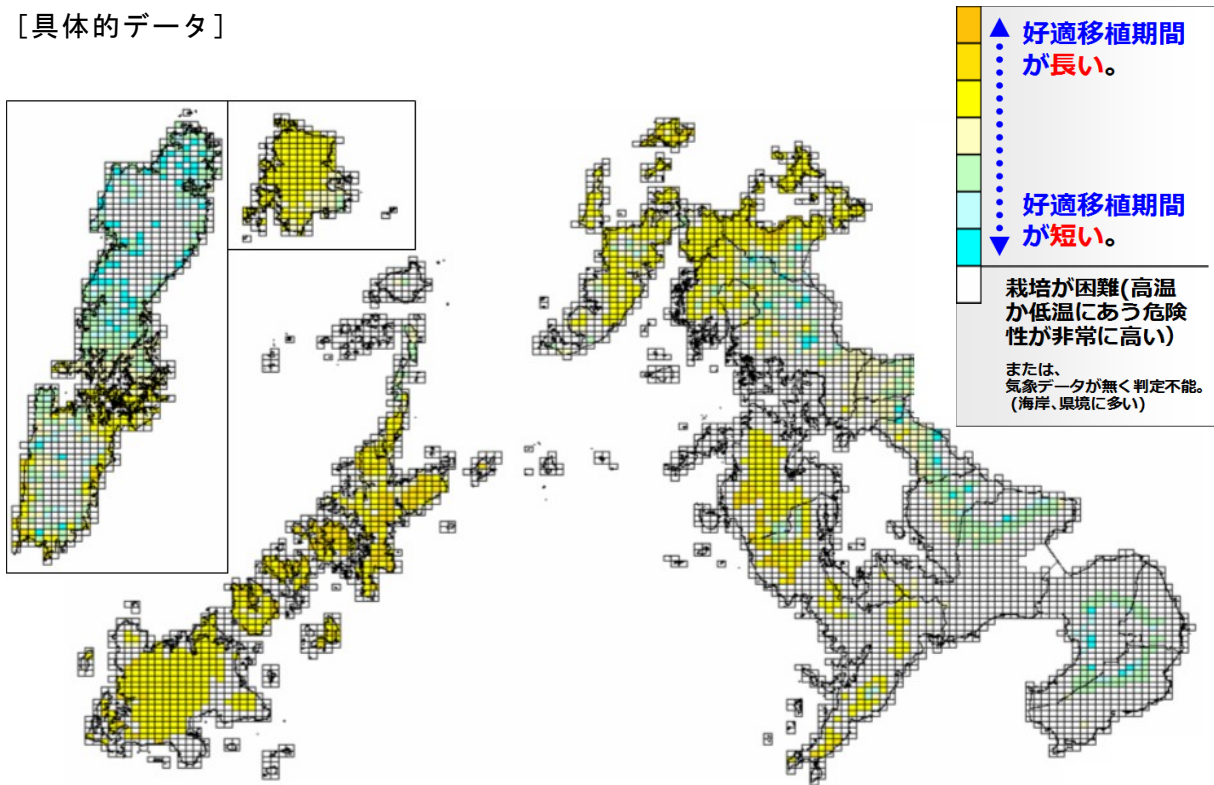 [具体的データ]
好適移植期間
が長い。
好適移植期間
が短い。
栽培が困難(高温
か低温にあう危険
性が非常に高い)
または、
気象データが無く判定不能。
(海岸、県境に多い)